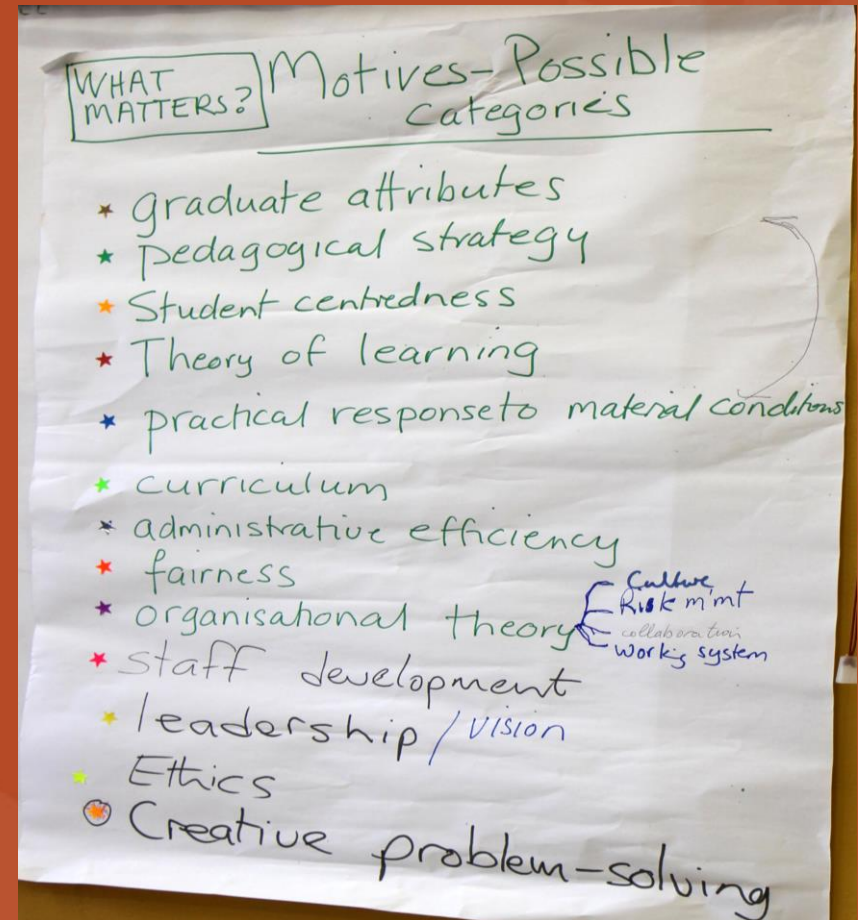 WHAT MATTERS?
Motives-Possible
categories
graduate attributes
pedagogical strategy
Student centredness
Theory of learning
practical response to material conditions
curriculum
administrative efficiency
fairness
organisational theory
Culture
Risk m'mt
collaboration
work'g system
staff development
leadership / vision
Ethics
Creative problem-solving